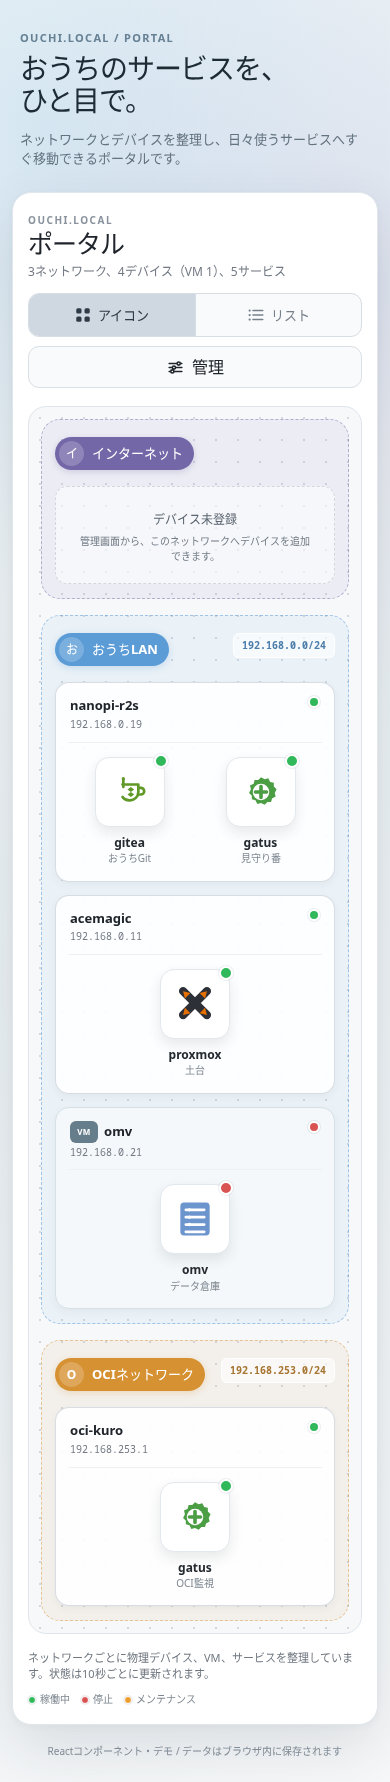 OUCHI.LOCAL / PORTAL
おうちのサービスを、
ひと目で。
ネットワークとデバイスを整理し、日々使うサービスへす
ぐ移動できるポータルです。
OUCHI.LOCAL
ポータル
3ネットワーク、4デバイス（VM 1）、5サービス
アイコン
リスト
管理
イ インターネット
デバイス未登録
管理画面から、このネットワークへデバイスを追加
できます。
お おうちLAN
192.168.0.0/24
nanopi-r2s
192.168.0.19
gitea
おうちGit
gatus
見守り番
acemagic
192.168.0.11
proxmox
土台
VM omv
192.168.0.21
omv
データ倉庫
O OCIネットワーク
192.168.253.0/24
oci-kuro
192.168.253.1
gatus
OCI監視
ネットワークごとに物理デバイス、VM、サービスを整理していま
す。状態は10秒ごとに更新されます。
稼働中 停止 メンテナンス
Reactコンポーネント・デモ / データはブラウザ内に保存されます